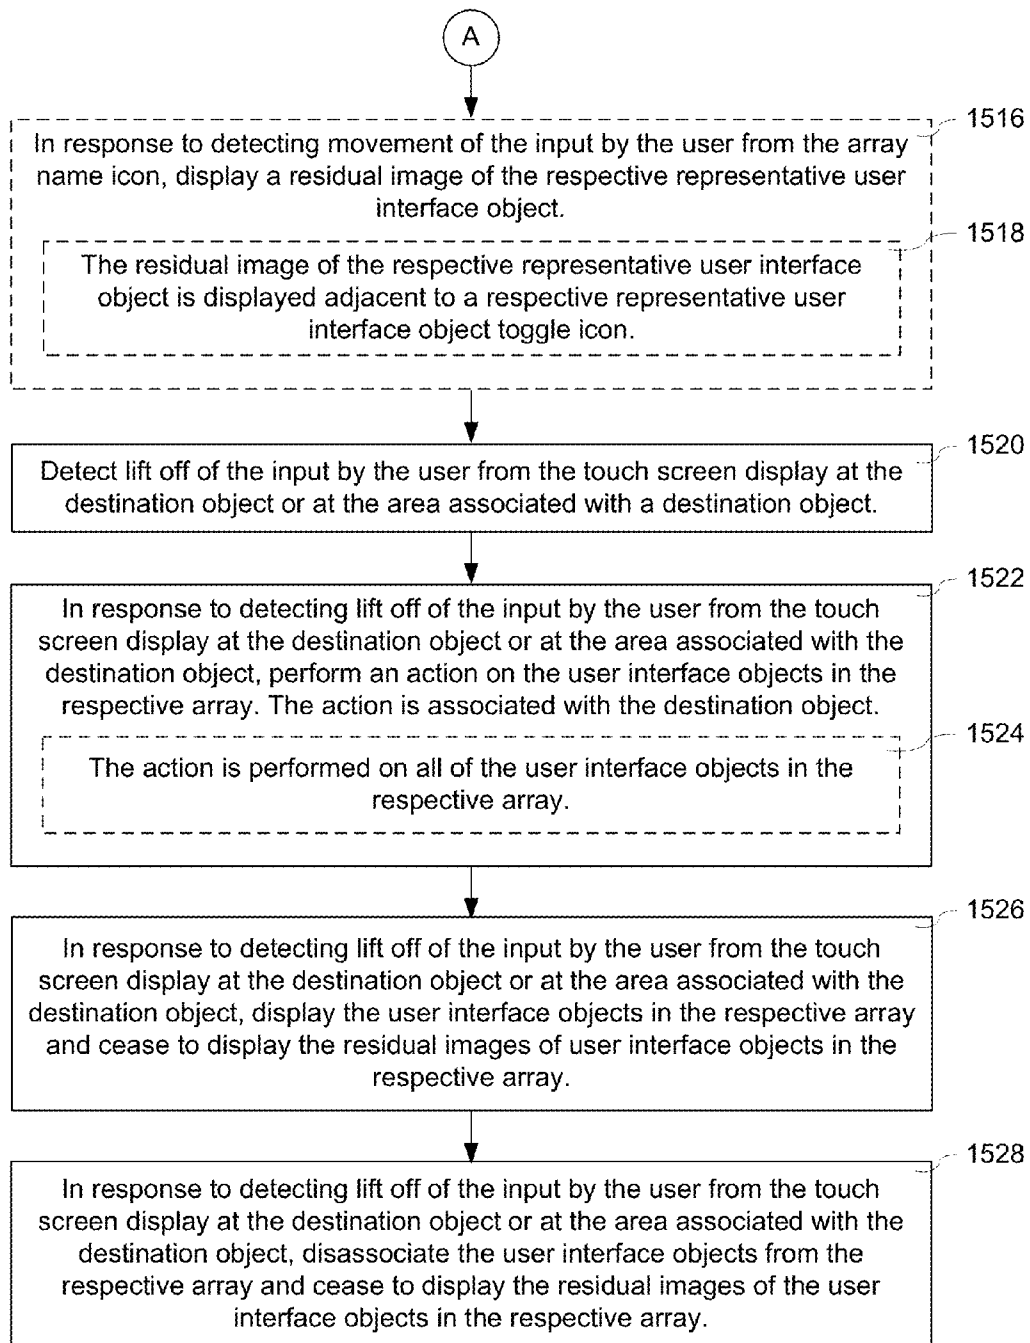 A
1516
In response to detecting movement of the input by the user from the array
name icon, display a residual image of the respective representative user
interface object.
1518
The residual image of the respective representative user interface
object is displayed adjacent to a respective representative user
interface object toggle icon.
1520
Detect lift off of the input by the user from the touch screen display at the
destination object or at the area associated with a destination object.
1522
In response to detecting lift off of the input by the user from the touch
screen display at the destination object or at the area associated with the
destination object, perform an action on the user interface objects in the
respective array. The action is associated with the destination object.
1524
The action is performed on all of the user interface objects in the
respective array.
1526
In response to detecting lift off of the input by the user from the touch
screen display at the destination object or at the area associated with the
destination object, display the user interface objects in the respective array
and cease to display the residual images of user interface objects in the
respective array.
1528
In response to detecting lift off of the input by the user from the touch
screen display at the destination object or at the area associated with the
destination object, disassociate the user interface objects from the
respective array and cease to display the residual images of the user
interface objects in the respective array.